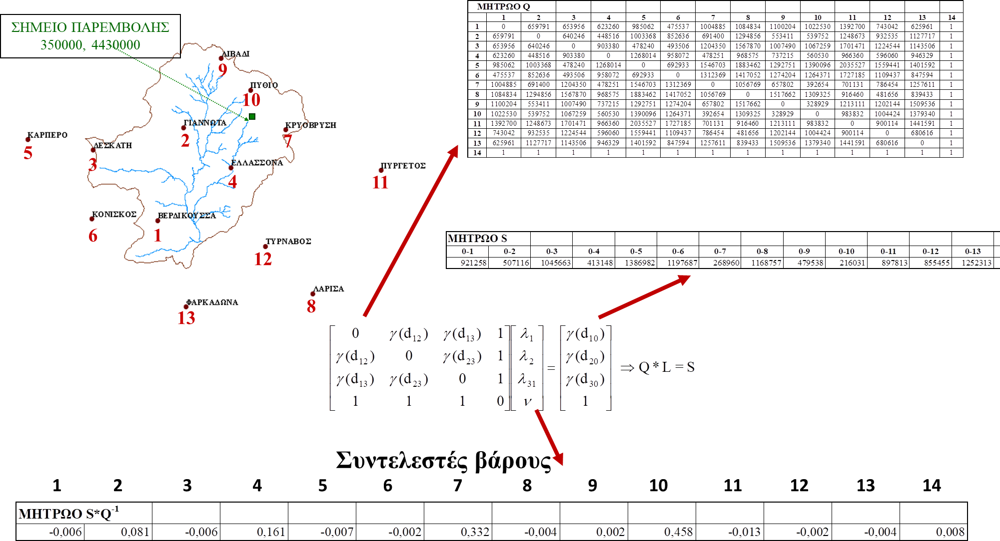 ΣΗΜΕΙΟ ΠΑΡΕΜΒΟΛΗΣ
350000, 4430000
ΛΙΒΑΔΙ
9
ΠΥΘΙΟ
10
ΓΙΑΝΝΩΤΑ
2
ΚΡΥΟΒΡΥΣΗ
7
ΚΑΡΠΕΡΟ
5
ΔΕΣΚΑΤΗ
3
ΕΛΛΑΣΣΟΝΑ
4
ΠΥΡΓΕΤΟΣ
11
ΚΟΝΙΣΚΟΣ
6
ΒΕΡΔΙΚΟΥΣΣΑ
1
ΤΥΡΝΑΒΟΣ
12
ΛΑΡΙΣΑ
8
ΦΑΡΚΑΔΩΝΑ
13
ΜΗΤΡΩΟ Q
1 2 3 4 5 6 7 8 9 10 11 12 13 14
1 0 659791 653956 623260 985062 475537 1004885 1084834 1100204 1022530 1392700 743042 625961 1
2 659791 0 640246 448516 1003368 852636 691400 1294856 553411 539752 1248673 932535 1127717 1
3 653956 640246 0 903380 478240 493506 1204350 1567870 1007490 1067259 1701471 1224544 1143506 1
4 623260 448516 903380 0 1268014 958072 478251 968575 737215 560530 966360 596060 946329 1
5 985062 1003368 478240 1268014 0 692933 1546703 1883462 1292751 1390096 2035527 1559441 1401592 1
6 475537 852636 493506 958072 692933 0 1312369 1417052 1274204 1264371 1727185 1109437 847594 1
7 1004885 691400 1204350 478251 1546703 1312369 0 1056769 657802 392654 701131 786454 1257611 1
8 1084834 1294856 1567870 968575 1883462 1417052 1056769 0 1517662 1309325 916460 481656 839433 1
9 1100204 553411 1007490 737215 1292751 1274204 657802 1517662 0 328929 1213111 1202144 1509536 1
10 1022530 539752 1067259 560530 1390096 1264371 392654 1309325 328929 0 983832 1004424 1379340 1
11 1392700 1248673 1701471 966360 2035527 1727185 701131 916460 1213111 983832 0 900114 1441591 1
12 743042 932535 1224544 596060 1559441 1109437 786454 481656 1202144 1004424 900114 0 680616 1
13 625961 1127717 1143506 946329 1401592 847594 1257611 839433 1509536 1379340 1441591 680616 0 1
14 1 1 1 1 1 1 1 1 1 1 1 1 1 1
ΜΗΤΡΩΟ S
0-1 0-2 0-3 0-4 0-5 0-6 0-7 0-8 0-9 0-10 0-11 0-12 0-13
921258 507116 1045663 413148 1386982 1197687 268960 1168757 479538 216031 897813 855455 1252313
0 γ(d12) γ(d13) 1 λ1 γ(d10)
γ(d12) 0 γ(d23) 1 λ2 γ(d20)
= ⇒ Q * L = S
γ(d13) γ(d23) 0 1 λ31 γ(d30)
1 1 1 0 ν 1
Συντελεστές βάρους
1 2 3 4 5 6 7 8 9 10 11 12 13 14
ΜΗΤΡΩΟ S*Q-1
-0,006 0,081 -0,006 0,161 -0,007 -0,002 0,332 -0,004 0,002 0,458 -0,013 -0,002 -0,004 0,008